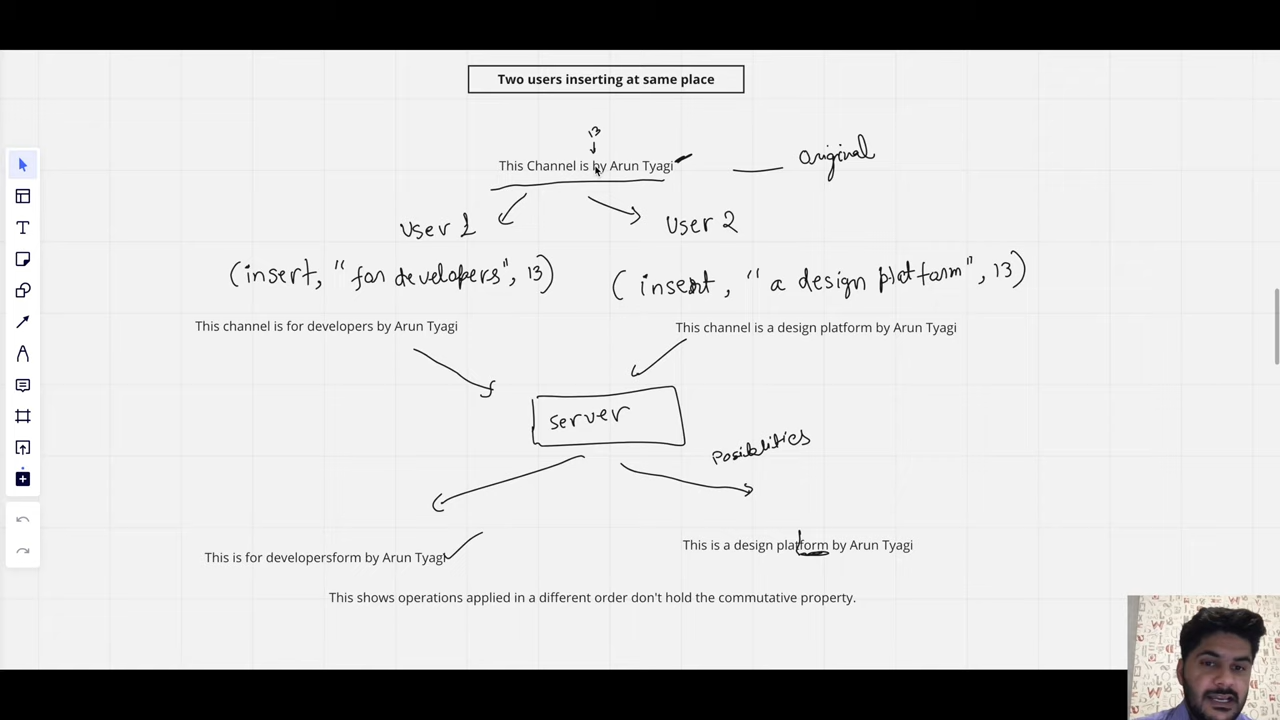 Two users inserting at same place
13
This Channel is by Arun Tyagi
original
User 1
User 2
(insert, "for developers", 13)
(insert, "a design platform", 13)
This channel is for developers by Arun Tyagi
This channel is a design platform by Arun Tyagi
server
Posiblities
This is for developersform by Arun Tyagi
This is a design platform by Arun Tyagi
This shows operations applied in a different order don't hold the commutative property.